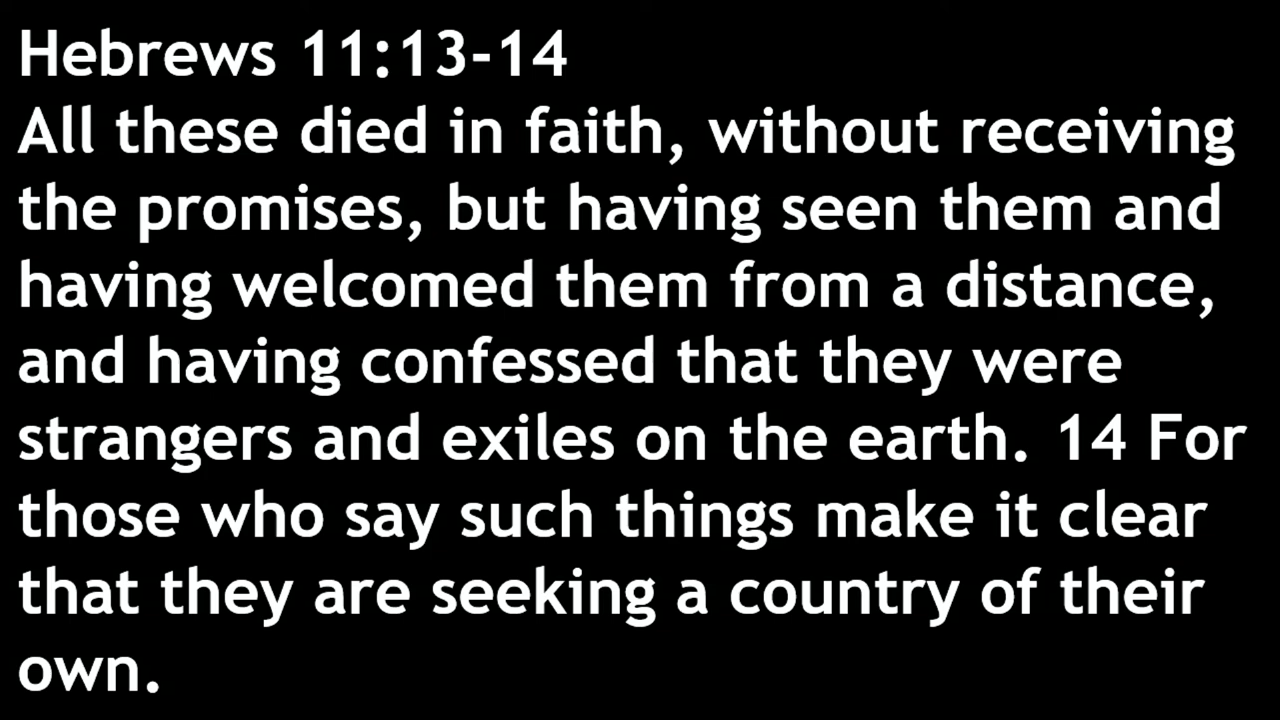 Hebrews 11:13-14
All these died in faith, without receiving
the promises, but having seen them and
having welcomed them from a distance,
and having confessed that they were
strangers and exiles on the earth. 14 For
those who say such things make it clear
that they are seeking a country of their
own.